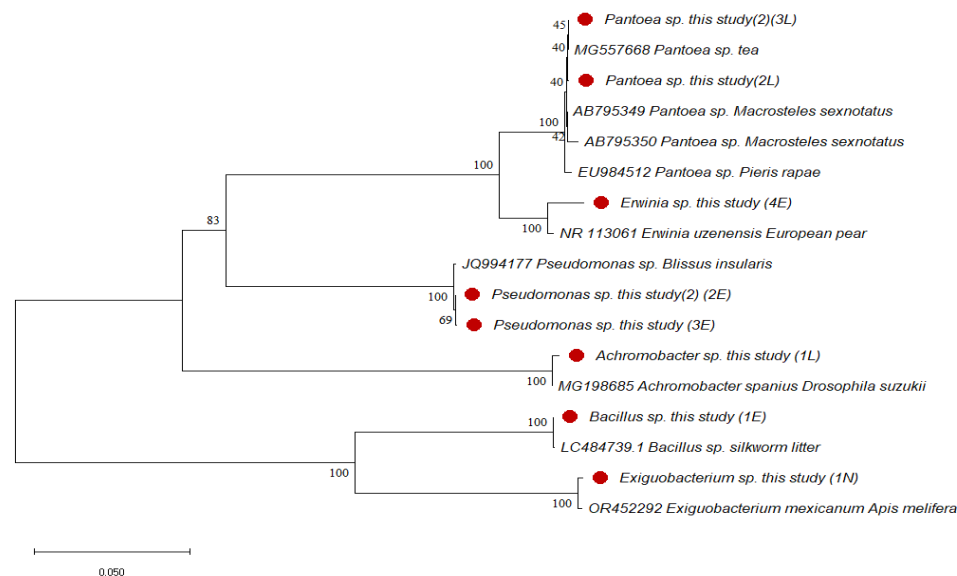 45
Pantoea sp. this study(2)(3L)
40
MG557668 Pantoea sp. tea
40
Pantoea sp. this study(2L)
AB795349 Pantoea sp. Macrosteles sexnotatus
100
42
AB795350 Pantoea sp. Macrosteles sexnotatus
100
EU984512 Pantoea sp. Pieris rapae
Erwinia sp. this study (4E)
83
100
NR 113061 Erwinia uzenensis European pear
JQ994177 Pseudomonas sp. Blissus insularis
100
Pseudomonas sp. this study(2) (2E)
69
Pseudomonas sp. this study (3E)
Achromobacter sp. this study (1L)
100
MG198685 Achromobacter spanius Drosophila suzukii
Bacillus sp. this study (1E)
100
LC484739.1 Bacillus sp. silkworm litter
100
Exiguobacterium sp. this study (1N)
100
OR452292 Exiguobacterium mexicanum Apis melifera
0.050